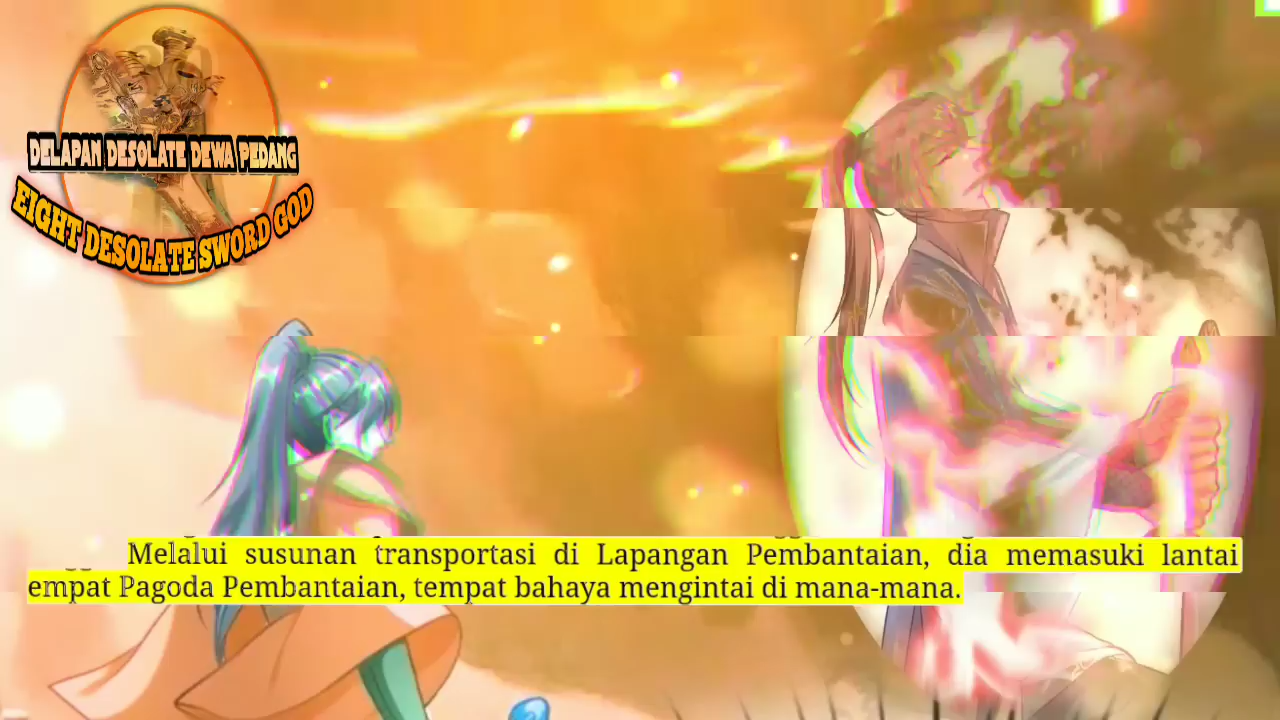 DELAPAN DESOLATE DEWA PEDANG
EIGHT DESOLATE SWORD GOD
Melalui susunan transportasi di Lapangan Pembantaian, dia memasuki lantai
empat Pagoda Pembantaian, tempat bahaya mengintai di mana-mana.